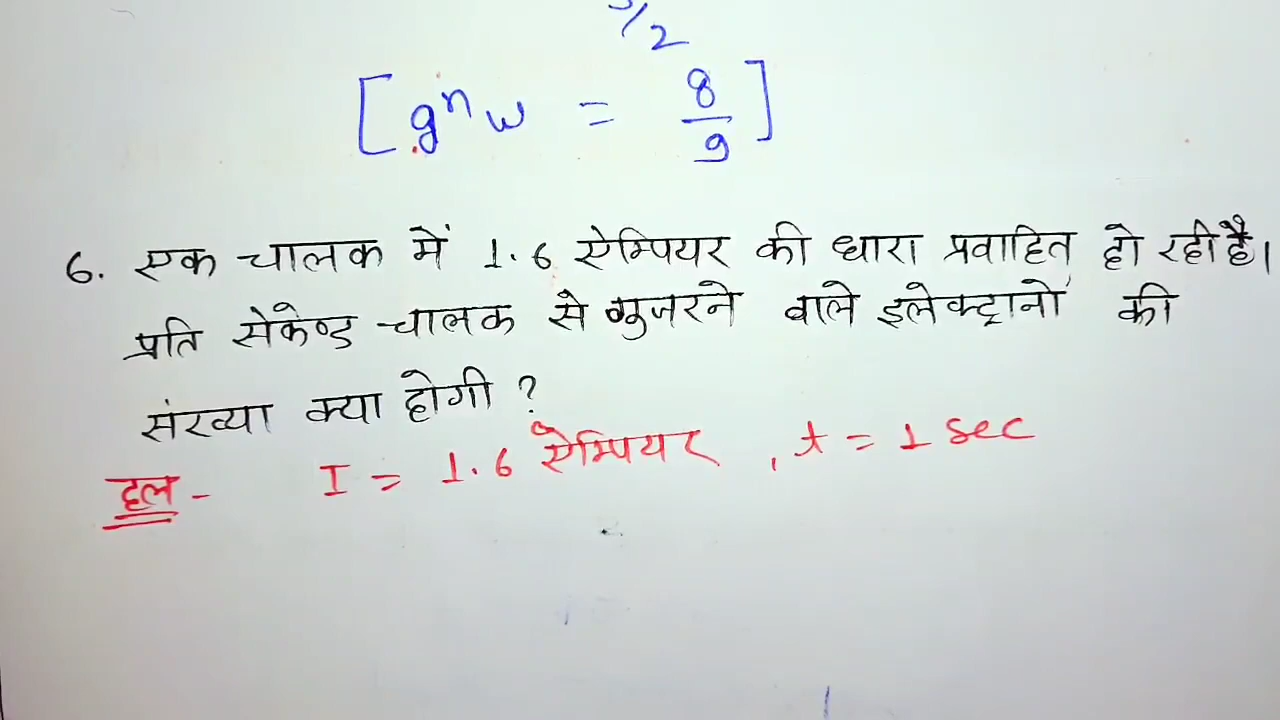 3/2
[ gⁿw = 8/9 ]
6. एक चालक में 1.6 ऐम्पियर की धारा प्रवाहित हो रही है।
प्रति सेकेण्ड चालक से गुजरने वाले इलेक्ट्रानों की
संख्या क्या होगी ?
हल - I = 1.6 ऐम्पियर , t = 1 sec